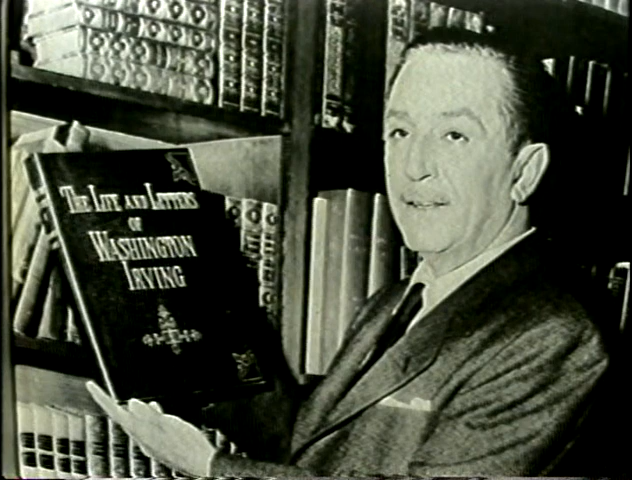 THE LIFE AND LETTERS
OF
WASHINGTON
IRVING